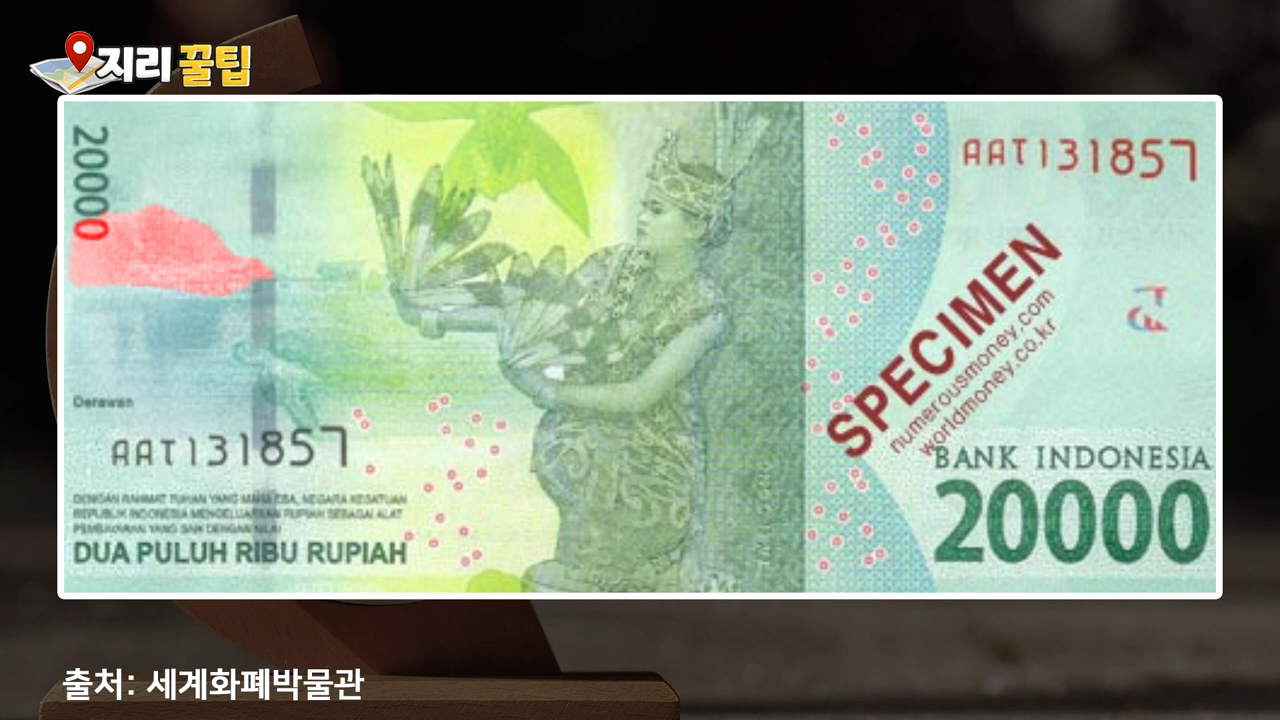 지리 꿀팁
20000
AAT131857
SPECIMEN
numerousmoney.com
worldmoney.co.kr
Derawan
AAT131857
DENGAN RAHMAT TUHAN YANG MAHA ESA, NEGARA KESATUAN
REPUBLIK INDONESIA MENGELUARKAN RUPIAH SEBAGAI ALAT
PEMBAYARAN YANG SAH DENGAN NILAI
DUA PULUH RIBU RUPIAH
BANK INDONESIA
20000
출처: 세계화폐박물관